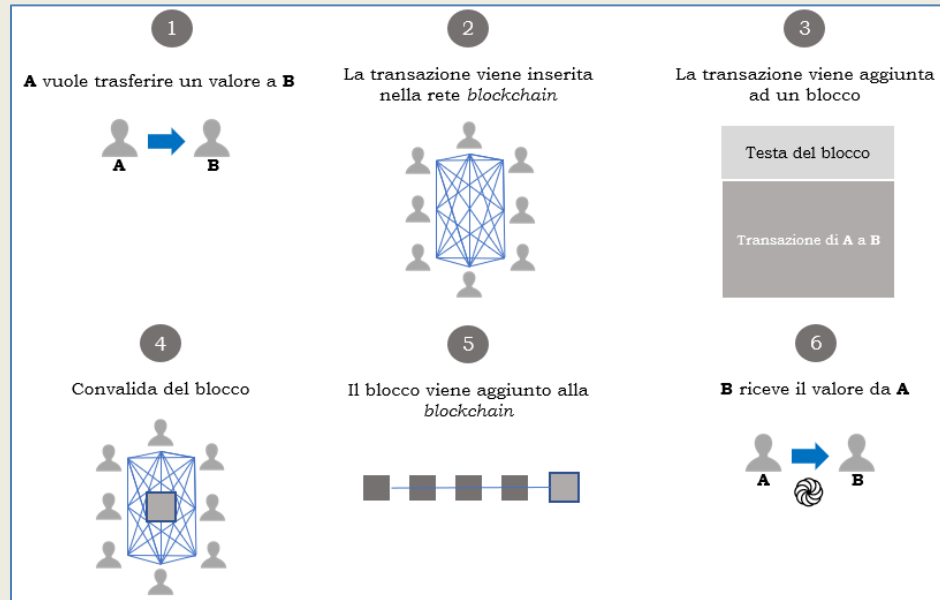 1
A vuole trasferire un valore a B
A
B
2
La transazione viene inserita
nella rete blockchain
3
La transazione viene aggiunta
ad un blocco
Testa del blocco
Transazione di A a B
4
Convalida del blocco
5
Il blocco viene aggiunto alla
blockchain
6
B riceve il valore da A
A
B